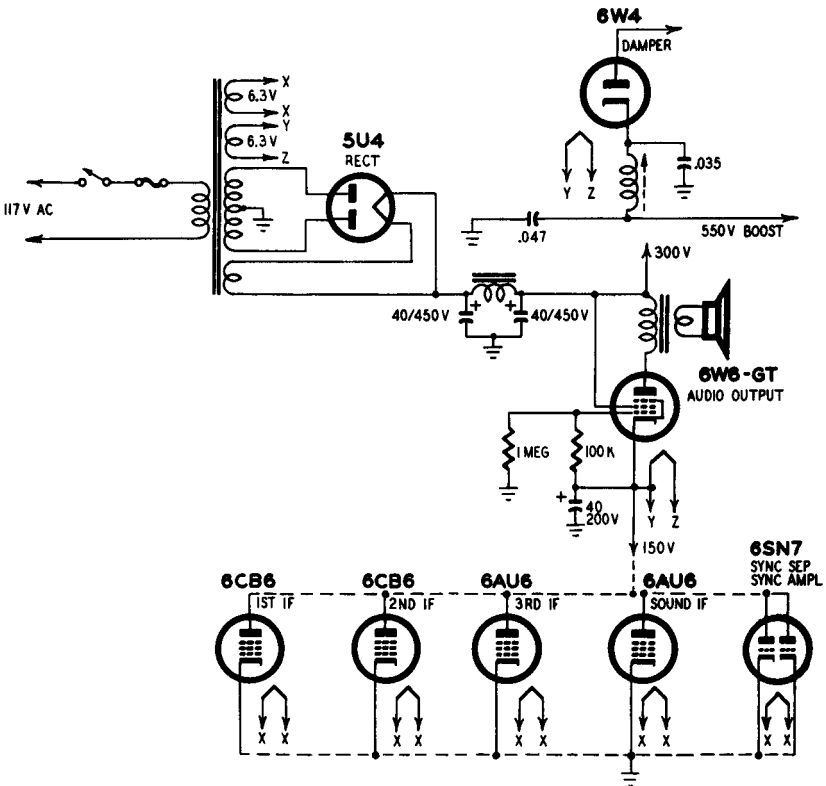 6W4
DAMPER
X
6.3V
X
Y
6.3V
Z
5U4
RECT
117V AC
Y Z
.035
.047
550V BOOST
300V
+ +
40/450V 40/450V
6W6-GT
AUDIO OUTPUT
1 MEG
100K
+
40
200V
Y Z
150V
6SN7
SYNC SEP
SYNC AMPL
6CB6 6CB6 6AU6 6AU6
1ST IF 2ND IF 3RD IF SOUND IF
X X X X X X X X X X